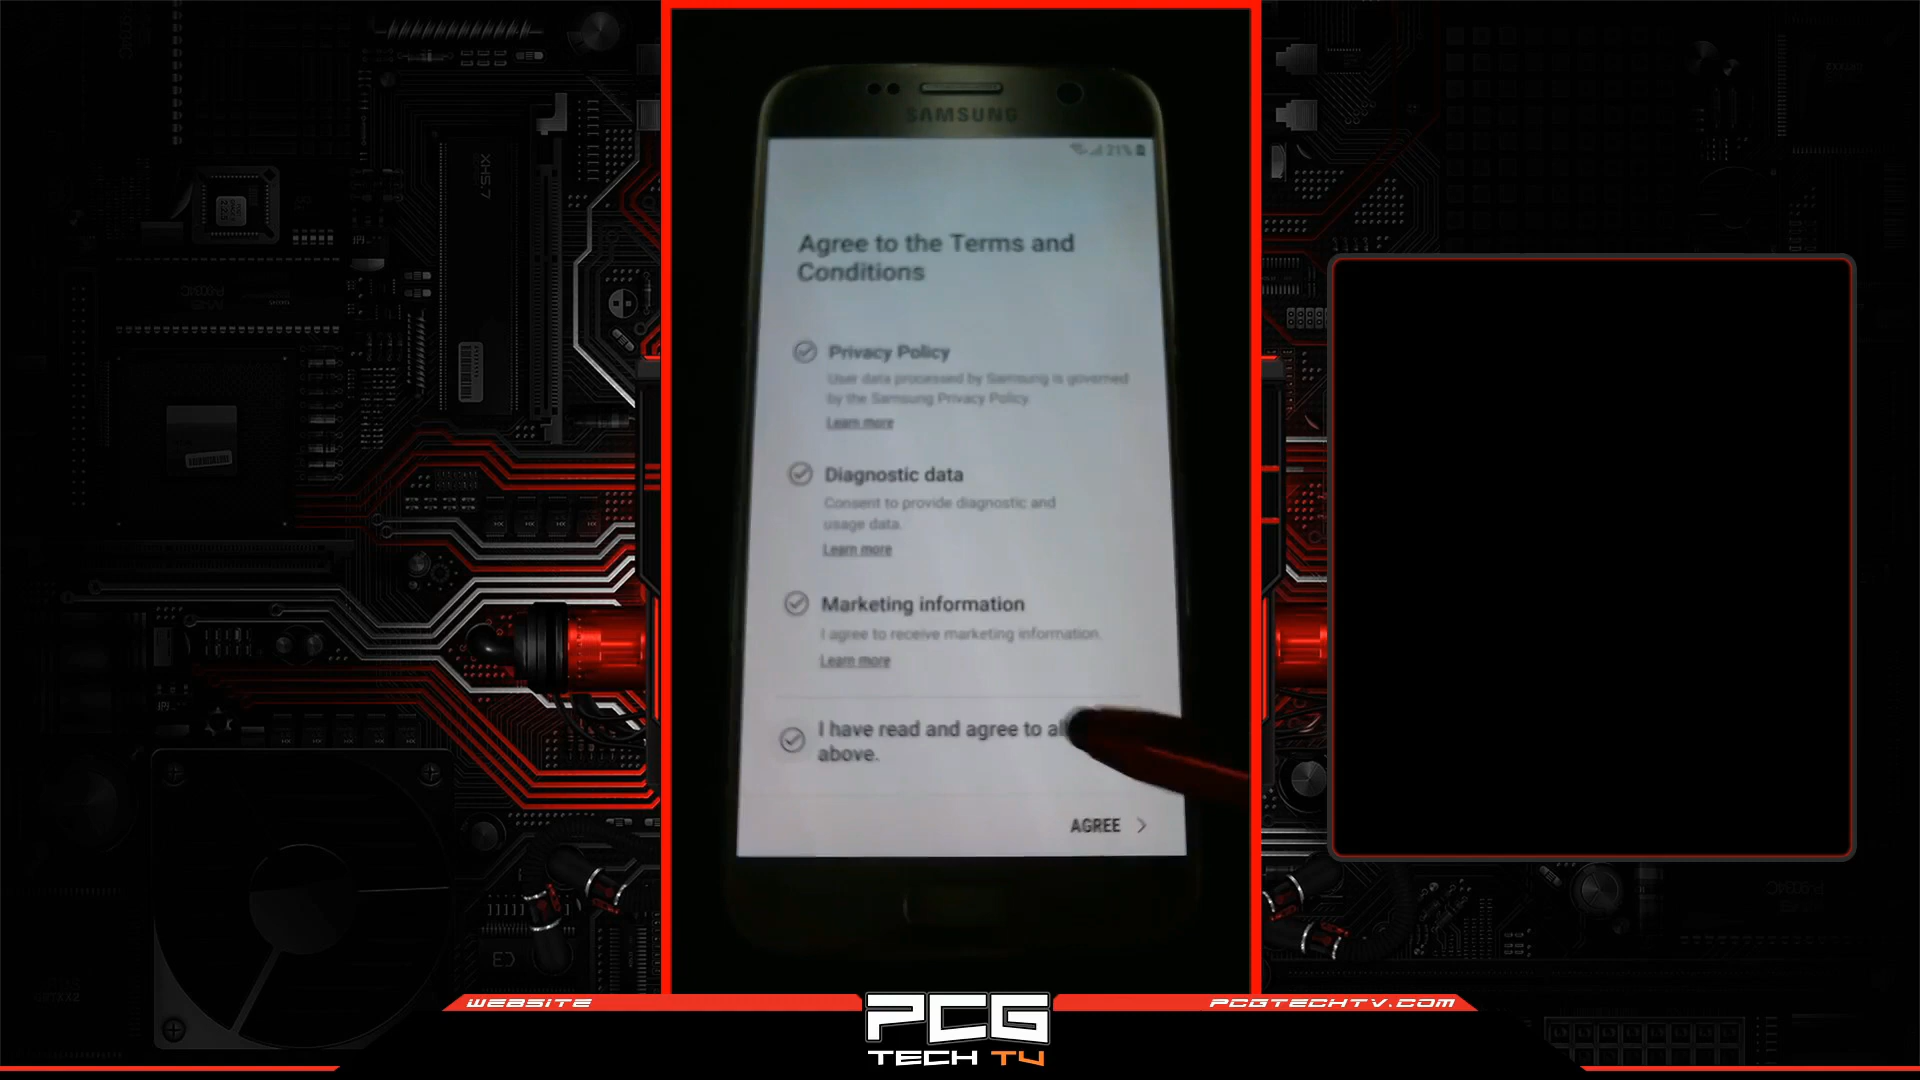 SAMSUNG
21%
Agree to the Terms and
Conditions
Privacy Policy
User data processed by Samsung is governed
by the Samsung Privacy Policy.
Learn more
Diagnostic data
Consent to provide diagnostic and
usage data.
Learn more
Marketing information
I agree to receive marketing information.
Learn more
I have read and agree to al
above.
AGREE >
WEBSITE
PCGTECHTV.COM
PCG
TECH TV
XH5.7